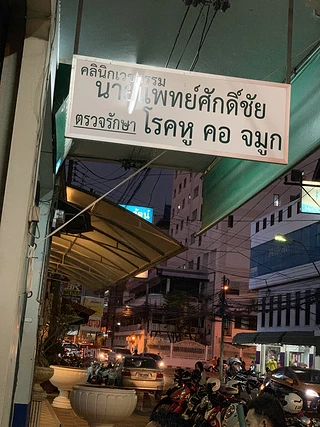 คลินิกเวชกรรม
นายแพทย์ศักดิ์ชัย
ตรวจรักษา โรคหู คอ จมูก